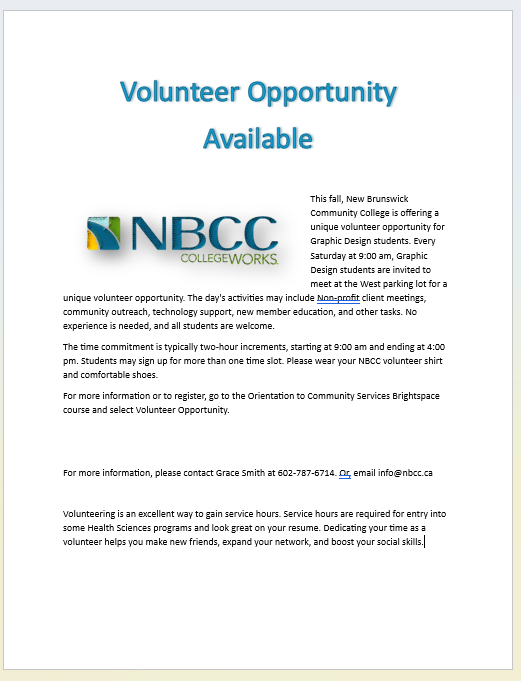 Volunteer Opportunity
Available
This fall, New Brunswick
Community College is offering a
unique volunteer opportunity for
Graphic Design students. Every
Saturday at 9:00 am, Graphic
Design students are invited to
meet at the West parking lot for a
NBCC
COLLEGEWORKS.
unique volunteer opportunity. The day's activities may include Non-profit client meetings,
community outreach, technology support, new member education, and other tasks. No
experience is needed, and all students are welcome.
The time commitment is typically two-hour increments, starting at 9:00 am and ending at 4:00
pm. Students may sign up for more than one time slot. Please wear your NBCC volunteer shirt
and comfortable shoes.
For more information or to register, go to the Orientation to Community Services Brightspace
course and select Volunteer Opportunity.
For more information, please contact Grace Smith at 602-787-6714. Or, email info@nbcc.ca
Volunteering is an excellent way to gain service hours. Service hours are required for entry into
some Health Sciences programs and look great on your resume. Dedicating your time as a
volunteer helps you make new friends, expand your network, and boost your social skills.